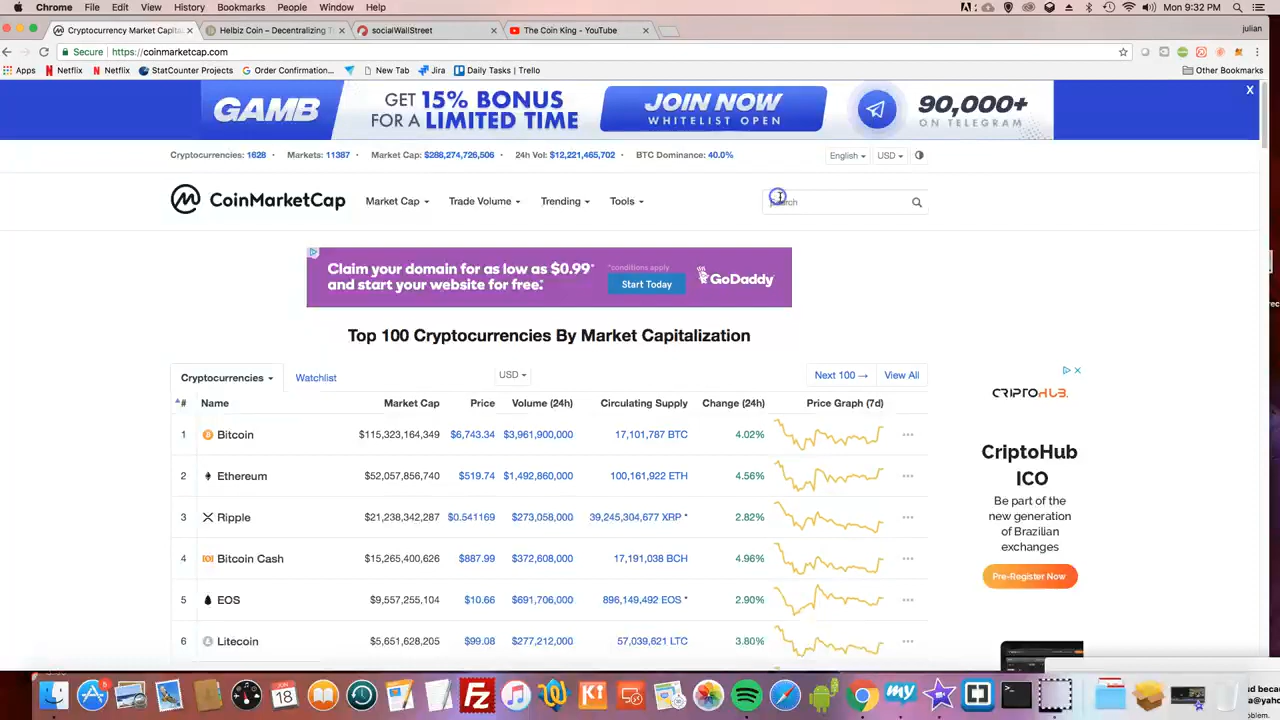 Chrome File Edit View History Bookmarks People Window Help Mon 9:32 PM
Cryptocurrency Market Capitaliz Helbiz Coin – Decentralizing T socialWallStreet The Coin King - YouTube julian
Secure https://coinmarketcap.com
Apps Netflix Netflix StatCounter Projects Order Confirmation... New Tab Jira Daily Tasks | Trello Other Bookmarks
GAMB GET 15% BONUS FOR A LIMITED TIME JOIN NOW WHITELIST OPEN 90,000+ ON TELEGRAM X
Cryptocurrencies: 1628 · Markets: 11387 · Market Cap: $288,274,726,506 · 24h Vol: $12,221,465,702 · BTC Dominance: 40.0% English USD
CoinMarketCap Market Cap Trade Volume Trending Tools Search
Claim your domain for as low as $0.99* *conditions apply
and start your website for free.* Start Today GoDaddy
Top 100 Cryptocurrencies By Market Capitalization
Cryptocurrencies Watchlist USD Next 100 → View All
# Name Market Cap Price Volume (24h) Circulating Supply Change (24h) Price Graph (7d)
1 Bitcoin $115,323,164,349 $6,743.34 $3,961,900,000 17,101,787 BTC 4.02%
2 Ethereum $52,057,856,740 $519.74 $1,492,860,000 100,161,922 ETH 4.56%
3 Ripple $21,238,342,287 $0.541169 $273,058,000 39,245,304,677 XRP * 2.82%
4 Bitcoin Cash $15,265,400,626 $887.99 $372,608,000 17,191,038 BCH 4.96%
5 EOS $9,557,255,104 $10.66 $691,706,000 896,149,492 EOS * 2.90%
6 Litecoin $5,651,628,205 $99.08 $277,212,000 57,039,621 LTC 3.80%
CRIPTOHUB.
CriptoHub
ICO
Be part of the
new generation
of Brazilian
exchanges
Pre-Register Now
JUN
18
Fz
my